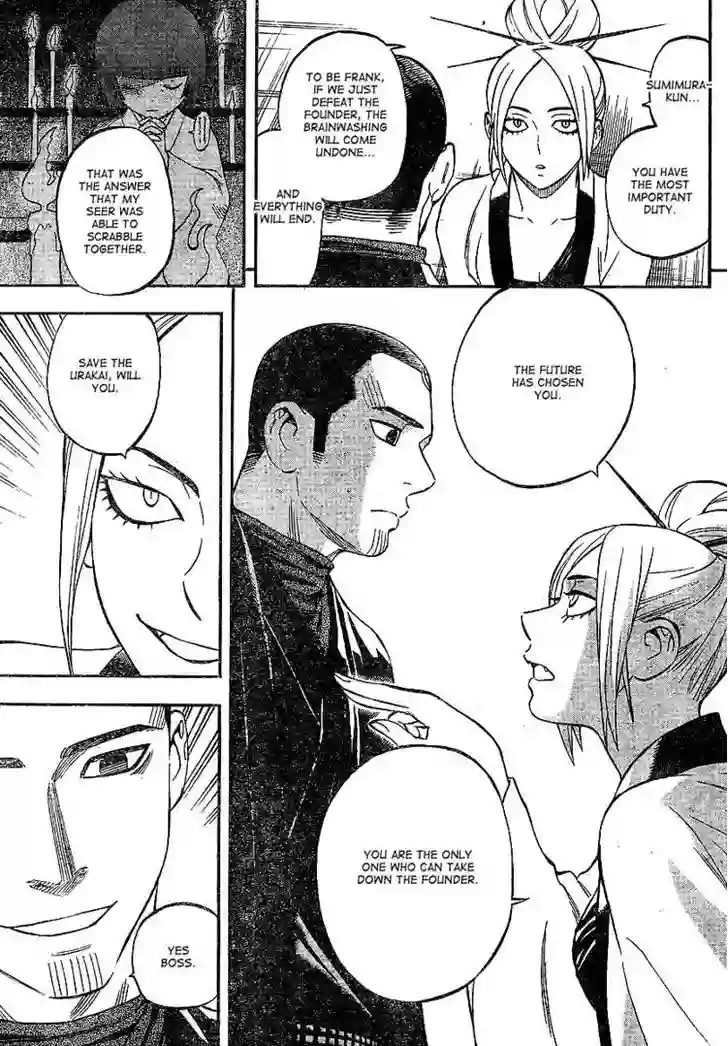 SUMIMURA-
KUN...
YOU HAVE
THE MOST
IMPORTANT
DUTY.
TO BE FRANK,
IF WE JUST
DEFEAT THE
FOUNDER, THE
BRAINWASHING
WILL COME
UNDONE...
AND
EVERYTHING
WILL END.
THAT WAS
THE ANSWER
THAT MY
SEER WAS
ABLE TO
SCRABBLE
TOGETHER.
THE FUTURE
HAS CHOSEN
YOU.
YOU ARE THE ONLY
ONE WHO CAN TAKE
DOWN THE FOUNDER.
SAVE THE
URAKAI, WILL
YOU.
YES
BOSS.